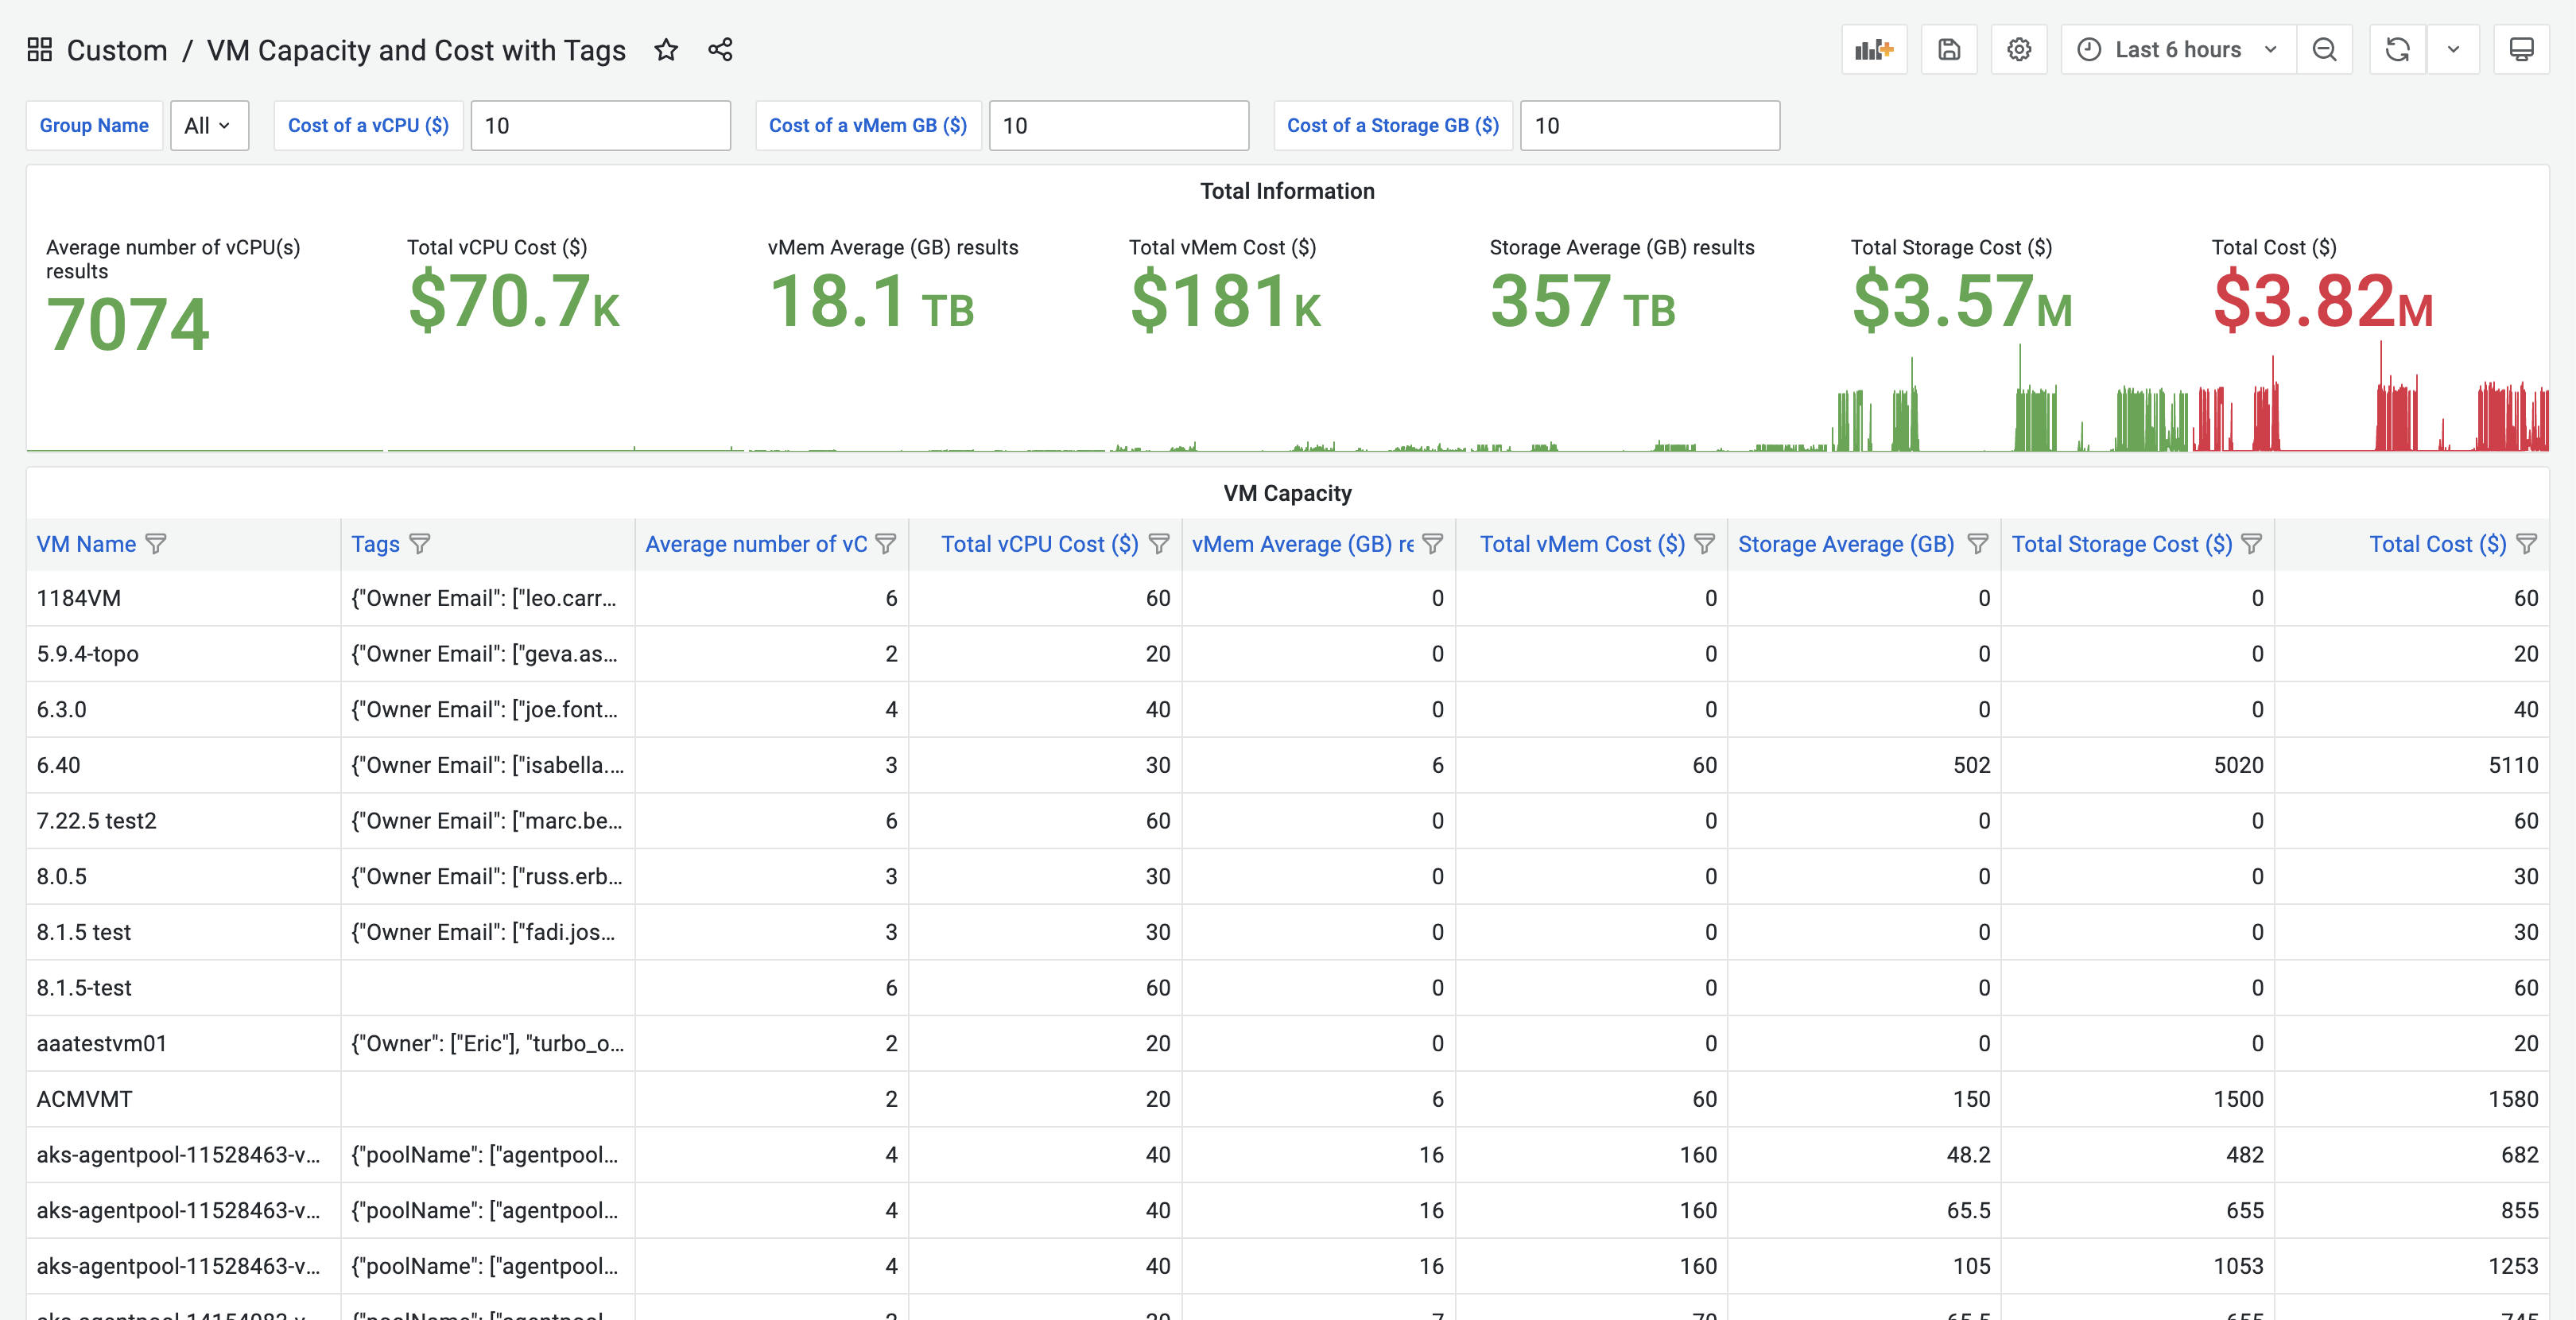 Custom / VM Capacity and Cost with Tags
Last 6 hours
Group Name All Cost of a vCPU ($) 10 Cost of a vMem GB ($) 10 Cost of a Storage GB ($) 10
Total Information
Average number of vCPU(s) results
7074
Total vCPU Cost ($)
$70.7K
vMem Average (GB) results
18.1 TB
Total vMem Cost ($)
$181K
Storage Average (GB) results
357 TB
Total Storage Cost ($)
$3.57M
Total Cost ($)
$3.82M
VM Capacity
VM Name Tags Average number of vC Total vCPU Cost ($) vMem Average (GB) re Total vMem Cost ($) Storage Average (GB) Total Storage Cost ($) Total Cost ($)
1184VM {"Owner Email": ["leo.carr... 6 60 0 0 0 0 60
5.9.4-topo {"Owner Email": ["geva.as... 2 20 0 0 0 0 20
6.3.0 {"Owner Email": ["joe.font... 4 40 0 0 0 0 40
6.40 {"Owner Email": ["isabella.... 3 30 6 60 502 5020 5110
7.22.5 test2 {"Owner Email": ["marc.be... 6 60 0 0 0 0 60
8.0.5 {"Owner Email": ["russ.erb... 3 30 0 0 0 0 30
8.1.5 test {"Owner Email": ["fadi.jos... 3 30 0 0 0 0 30
8.1.5-test 6 60 0 0 0 0 60
aaatestvm01 {"Owner": ["Eric"], "turbo_o... 2 20 0 0 0 0 20
ACMVMT 2 20 6 60 150 1500 1580
aks-agentpool-11528463-v... {"poolName": ["agentpool... 4 40 16 160 48.2 482 682
aks-agentpool-11528463-v... {"poolName": ["agentpool... 4 40 16 160 65.5 655 855
aks-agentpool-11528463-v... {"poolName": ["agentpool... 4 40 16 160 105 1053 1253